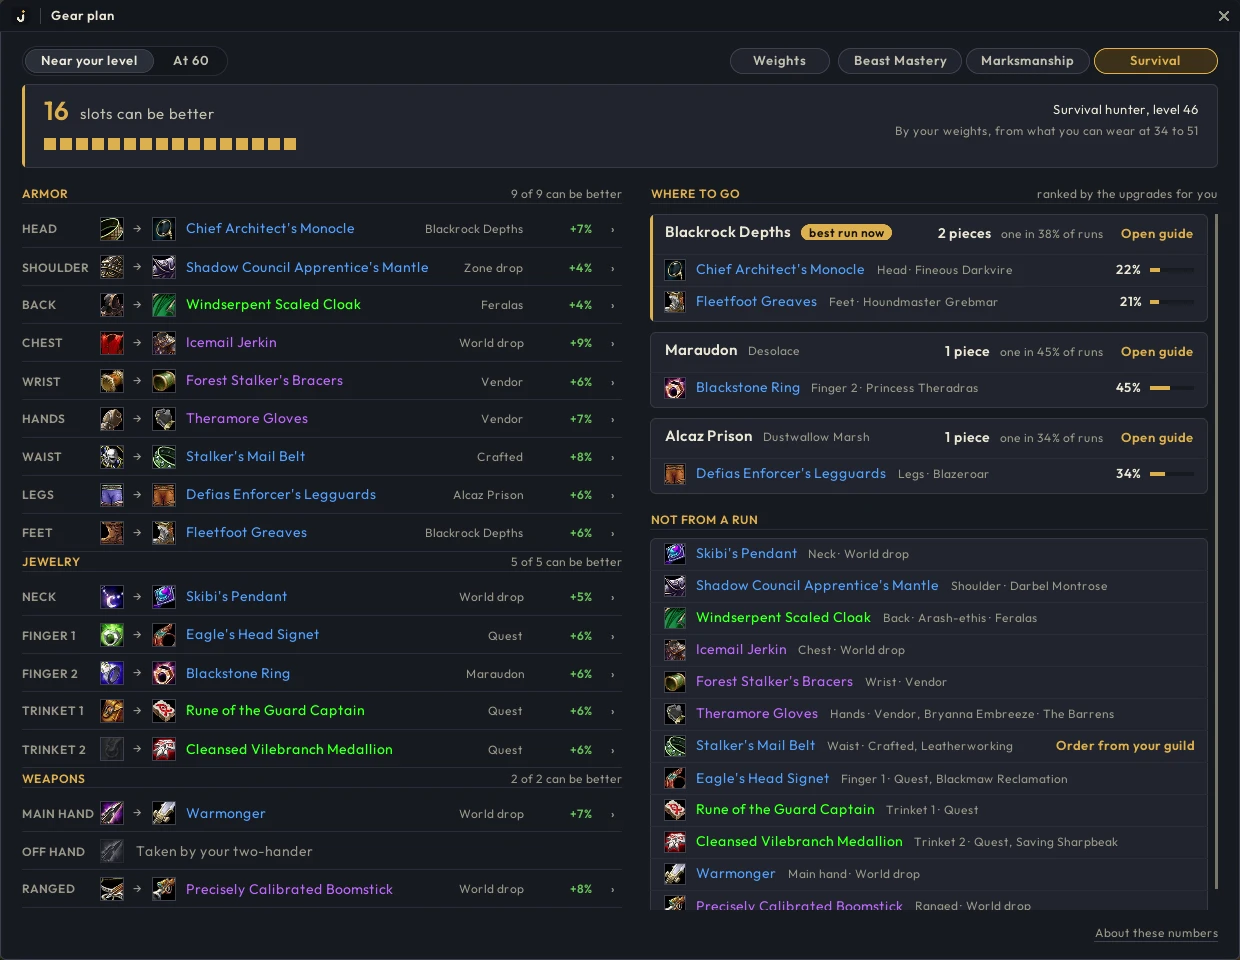 Gear plan
Near your level
At 60
Weights
Beast Mastery
Marksmanship
Survival
16 slots can be better
Survival hunter, level 46
By your weights, from what you can wear at 34 to 51
ARMOR
9 of 9 can be better
HEAD → Chief Architect's Monocle Blackrock Depths +7% ›
SHOULDER → Shadow Council Apprentice's Mantle Zone drop +4% ›
BACK → Windserpent Scaled Cloak Feralas +4% ›
CHEST → Icemail Jerkin World drop +9% ›
WRIST → Forest Stalker's Bracers Vendor +6% ›
HANDS → Theramore Gloves Vendor +7% ›
WAIST → Stalker's Mail Belt Crafted +8% ›
LEGS → Defias Enforcer's Legguards Alcaz Prison +6% ›
FEET → Fleetfoot Greaves Blackrock Depths +6% ›
JEWELRY
5 of 5 can be better
NECK → Skibi's Pendant World drop +5% ›
FINGER 1 → Eagle's Head Signet Quest +6% ›
FINGER 2 → Blackstone Ring Maraudon +6% ›
TRINKET 1 → Rune of the Guard Captain Quest +6% ›
TRINKET 2 → Cleansed Vilebranch Medallion Quest +6% ›
WEAPONS
2 of 2 can be better
MAIN HAND → Warmonger World drop +7% ›
OFF HAND Taken by your two-hander
RANGED → Precisely Calibrated Boomstick World drop +8% ›
WHERE TO GO
ranked by the upgrades for you
Blackrock Depths best run now 2 pieces one in 38% of runs Open guide
Chief Architect's Monocle Head · Fineous Darkvire 22%
Fleetfoot Greaves Feet · Houndmaster Grebmar 21%
Maraudon Desolace 1 piece one in 45% of runs Open guide
Blackstone Ring Finger 2 · Princess Theradras 45%
Alcaz Prison Dustwallow Marsh 1 piece one in 34% of runs Open guide
Defias Enforcer's Legguards Legs · Blazeroar 34%
NOT FROM A RUN
Skibi's Pendant Neck · World drop
Shadow Council Apprentice's Mantle Shoulder · Darbel Montrose
Windserpent Scaled Cloak Back · Arash-ethis · Feralas
Icemail Jerkin Chest · World drop
Forest Stalker's Bracers Wrist · Vendor
Theramore Gloves Hands · Vendor, Bryanna Embreeze · The Barrens
Stalker's Mail Belt Waist · Crafted, Leatherworking Order from your guild
Eagle's Head Signet Finger 1 · Quest, Blackmaw Reclamation
Rune of the Guard Captain Trinket 1 · Quest
Cleansed Vilebranch Medallion Trinket 2 · Quest, Saving Sharpbeak
Warmonger Main hand · World drop
Precisely Calibrated Boomstick Ranged · World drop
About these numbers